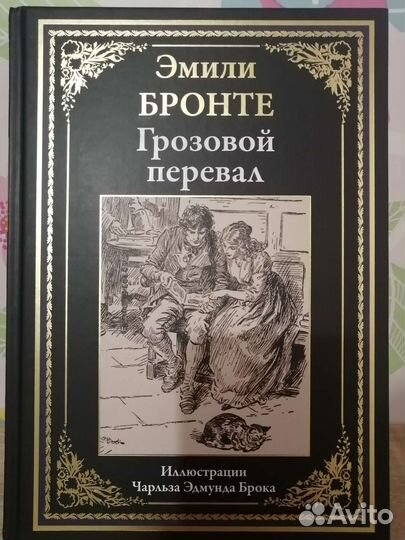 Эмили
БРОНТЕ
Грозовой
перевал
Иллюстрации
Чарльза Эдмунда Брока
Avito